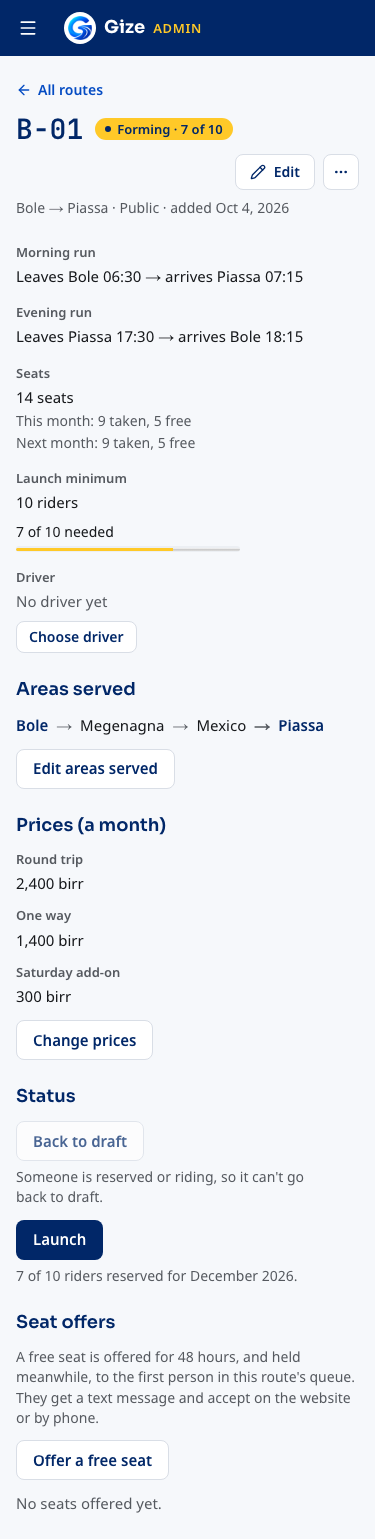 Gize ADMIN
← All routes
B-01 • Forming · 7 of 10
Edit ···
Bole → Piassa · Public · added Oct 4, 2026
Morning run
Leaves Bole 06:30 → arrives Piassa 07:15
Evening run
Leaves Piassa 17:30 → arrives Bole 18:15
Seats
14 seats
This month: 9 taken, 5 free
Next month: 9 taken, 5 free
Launch minimum
10 riders
7 of 10 needed
Driver
No driver yet
Choose driver
Areas served
Bole → Megenagna → Mexico → Piassa
Edit areas served
Prices (a month)
Round trip
2,400 birr
One way
1,400 birr
Saturday add-on
300 birr
Change prices
Status
Back to draft
Someone is reserved or riding, so it can't go
back to draft.
Launch
7 of 10 riders reserved for December 2026.
Seat offers
A free seat is offered for 48 hours, and held
meanwhile, to the first person in this route's queue.
They get a text message and accept on the website
or by phone.
Offer a free seat
No seats offered yet.